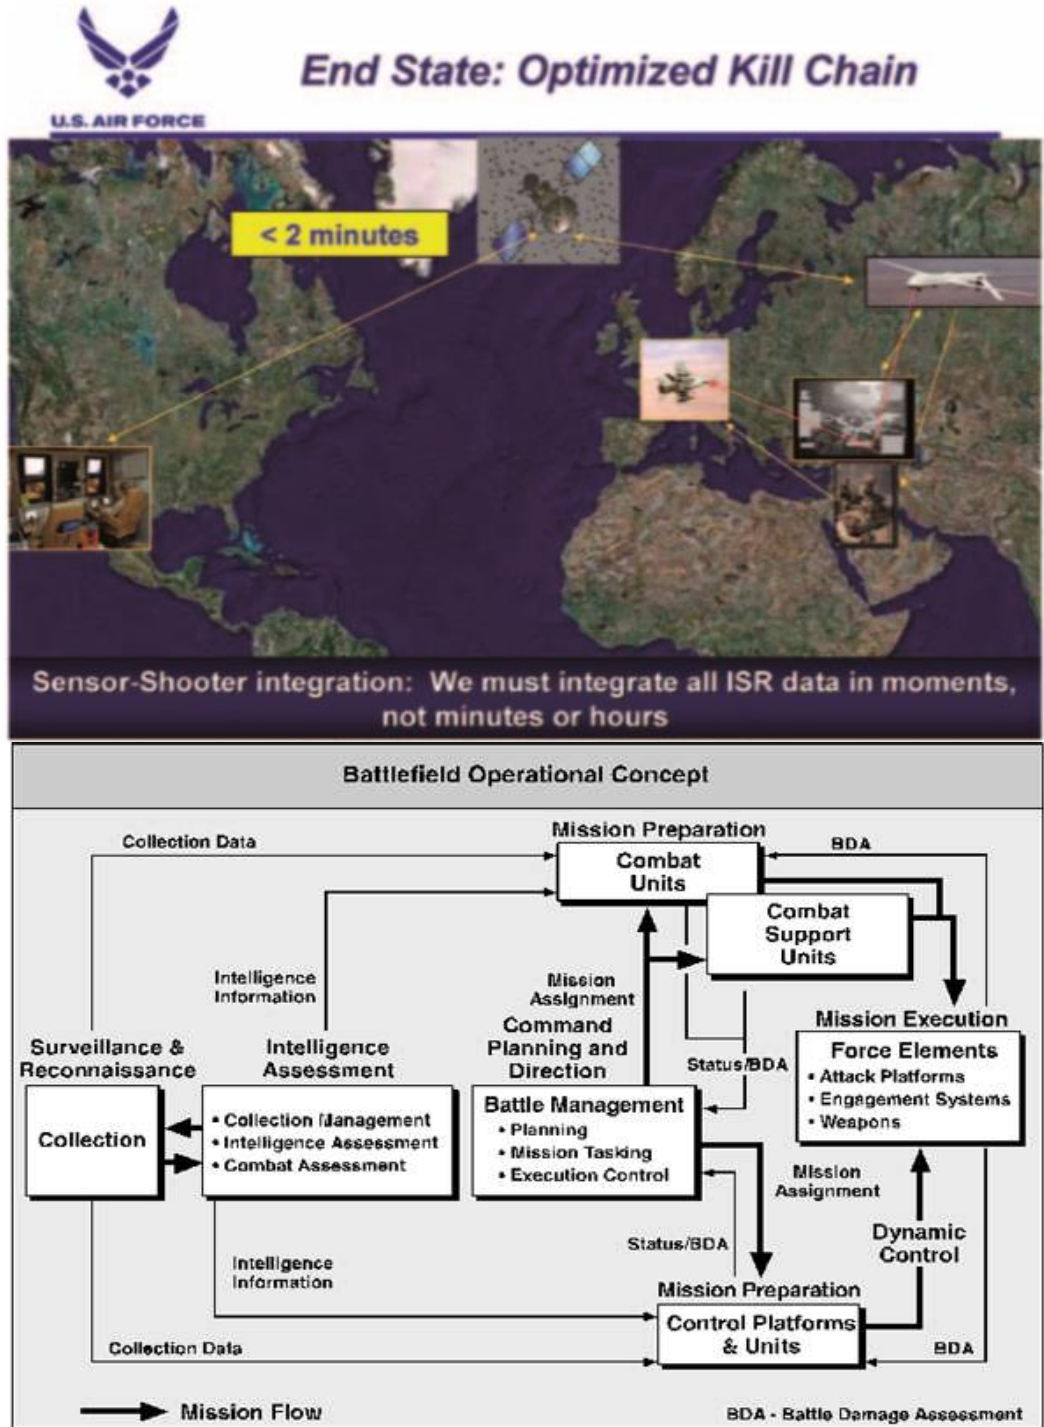 End State: Optimized Kill Chain
U.S. AIR FORCE
< 2 minutes
Sensor-Shooter integration: We must integrate all ISR data in moments,
not minutes or hours
Battlefield Operational Concept
Collection Data
Mission Preparation
BDA
Combat
Units
Combat
Support
Units
Intelligence
Information
Mission
Assignment
Surveillance &
Reconnaissance
Intelligence
Assessment
Command
Planning and
Direction
Mission Execution
Status/BDA
Collection
• Collection Management
• Intelligence Assessment
• Combat Assessment
Battle Management
• Planning
• Mission Tasking
• Execution Control
Force Elements
• Attack Platforms
• Engagement Systems
• Weapons
Mission
Assignment
Dynamic
Control
Status/BDA
Intelligence
Information
Mission Preparation
Control Platforms
& Units
Collection Data
BDA
Mission Flow
BDA - Battle Damage Assessment